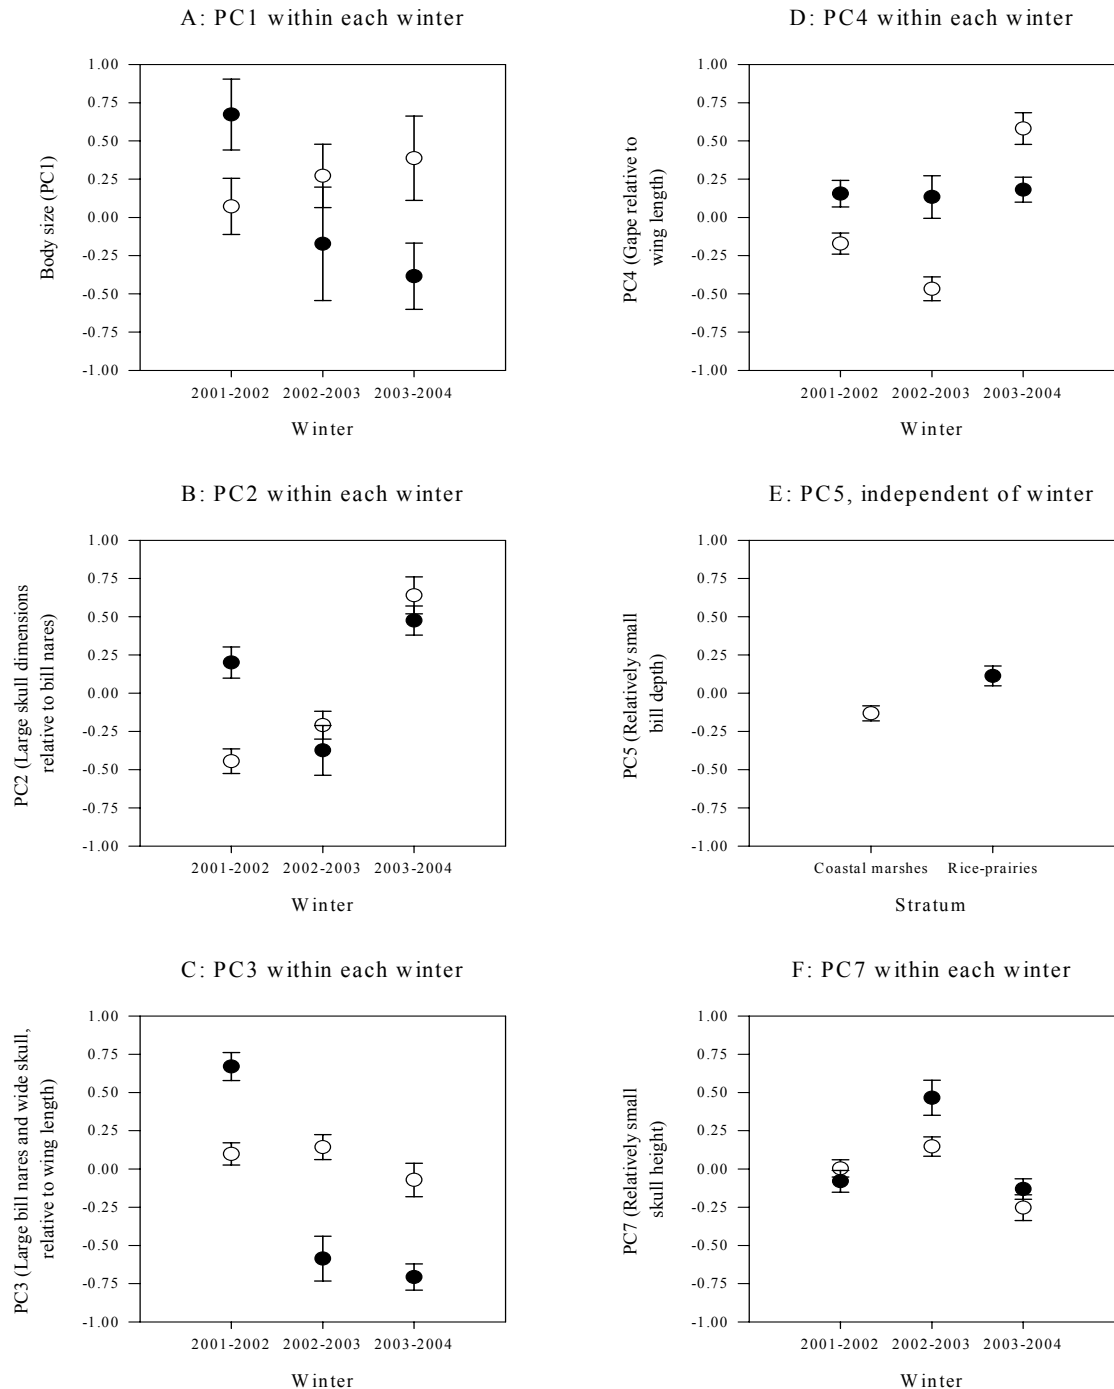 A: PC1 within each winter
1.00
0.75
0.50
0.25
0.00
-0.25
-0.50
-0.75
-1.00
Body size (PC1)
2001-2002 2002-2003 2003-2004
Winter
B: PC2 within each winter
1.00
0.75
0.50
0.25
0.00
-0.25
-0.50
-0.75
-1.00
PC2 (Large skull dimensions
relative to bill nares)
2001-2002 2002-2003 2003-2004
Winter
C: PC3 within each winter
1.00
0.75
0.50
0.25
0.00
-0.25
-0.50
-0.75
-1.00
PC3 (Large bill nares and wide skull,
relative to wing length)
2001-2002 2002-2003 2003-2004
Winter
D: PC4 within each winter
1.00
0.75
0.50
0.25
0.00
-0.25
-0.50
-0.75
-1.00
PC4 (Gape relative to
wing length)
2001-2002 2002-2003 2003-2004
Winter
E: PC5, independent of winter
1.00
0.75
0.50
0.25
0.00
-0.25
-0.50
-0.75
-1.00
PC5 (Relatively small
bill depth)
Coastal marshes Rice-prairies
Stratum
F: PC7 within each winter
1.00
0.75
0.50
0.25
0.00
-0.25
-0.50
-0.75
-1.00
PC7 (Relatively small
skull height)
2001-2002 2002-2003 2003-2004
Winter